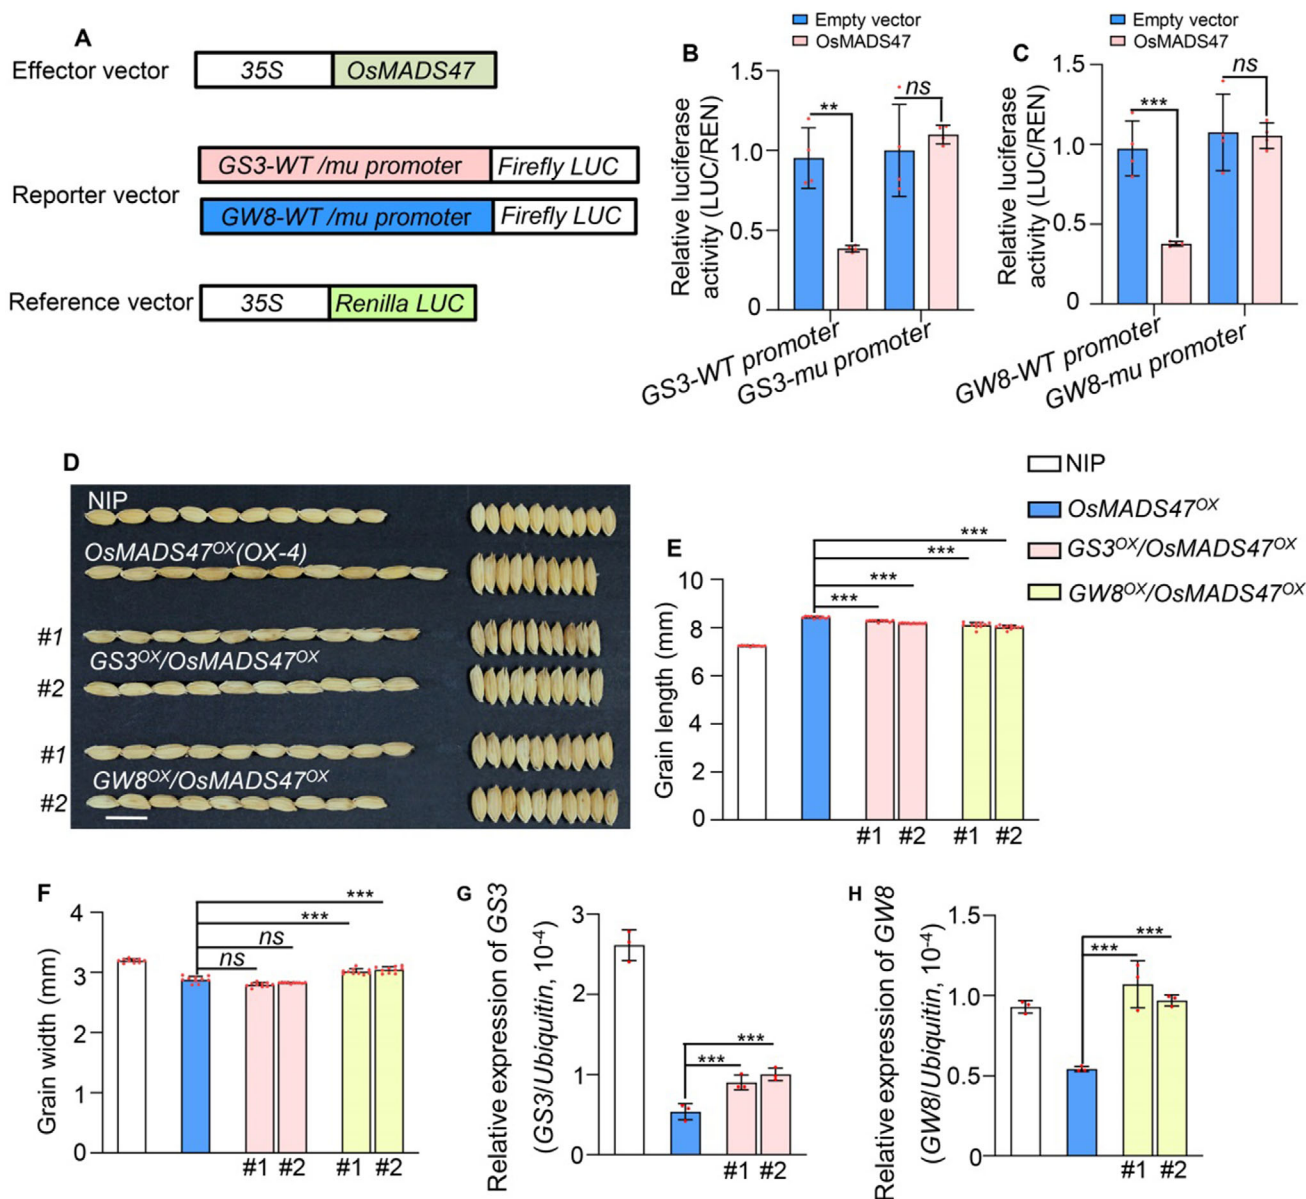 A
Effector vector
35S
OsMADS47
Reporter vector
GS3-WT /mu promoter
Firefly LUC
GW8-WT /mu promoter
Firefly LUC
Reference vector
35S
Renilla LUC
B
Empty vector
OsMADS47
Relative luciferase
activity (LUC/REN)
1.5
1.0
0.5
0
**
ns
GS3-WT promoter
GS3-mu promoter
C
Empty vector
OsMADS47
Relative luciferase
activity (LUC/REN)
1.5
1.0
0.5
0
***
ns
GW8-WT promoter
GW8-mu promoter
D
NIP
OsMADS47OX(OX-4)
#1
GS3OX/OsMADS47OX
#2
#1
GW8OX/OsMADS47OX
#2
NIP
OsMADS47OX
GS3OX/OsMADS47OX
GW8OX/OsMADS47OX
E
Grain length (mm)
10
8
6
4
2
0
***
***
***
***
#1 #2 #1 #2
F
Grain width (mm)
4
3
2
1
0
***
***
ns
ns
#1 #2 #1 #2
G
Relative expression of GS3
(GS3/Ubiquitin, 10-4)
3
2
1
0
***
***
#1 #2
H
Relative expression of GW8
(GW8/Ubiquitin, 10-4)
1.5
1.0
0.5
0
***
***
#1 #2